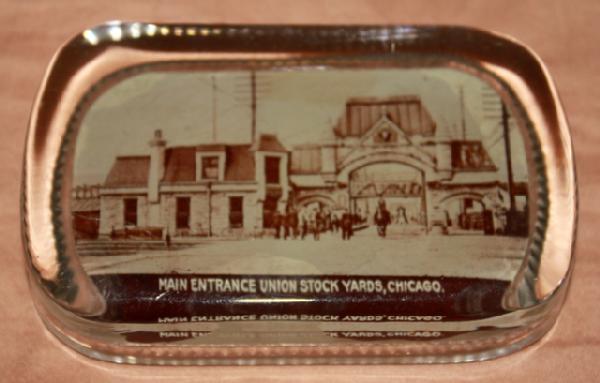 MAIN ENTRANCE UNION STOCK YARDS, CHICAGO.